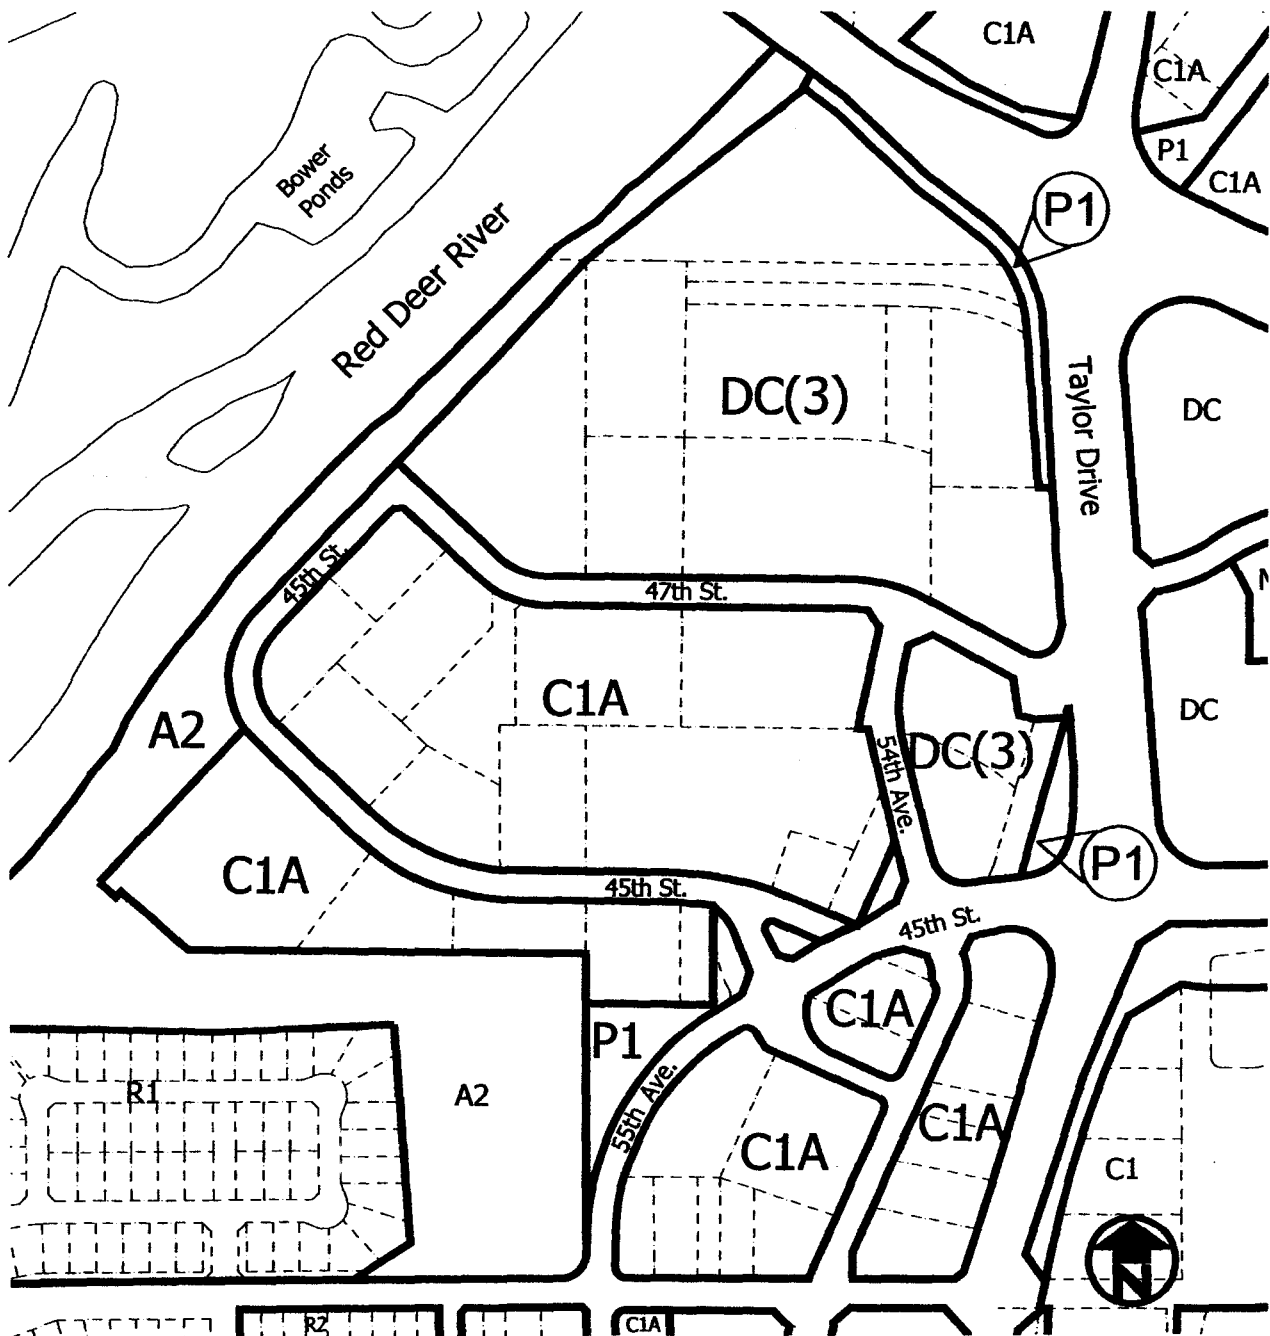 C1A
C1A
P1
C1A
Bower
Ponds
P1
Red Deer River
DC(3)
Taylor Drive
DC
45th St.
47th St.
C1A
A2
DC
DC(3)
54th Ave.
C1A
P1
45th St.
45th St.
C1A
P1
R1
A2
55th Ave.
C1A
C1A
C1
N
R2
C1A